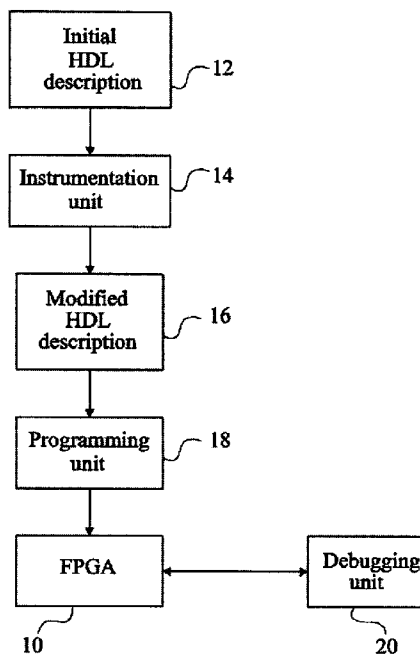 Initial
HDL
description
12
Instrumentation
unit
14
Modified
HDL
description
16
Programming
unit
18
FPGA
Debugging
unit
10
20